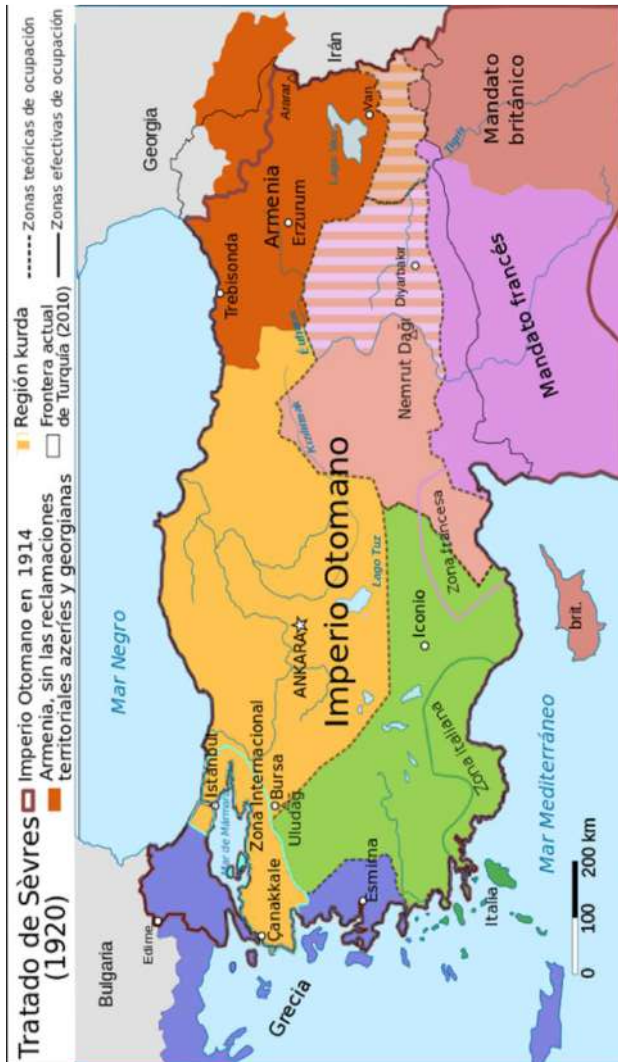 Tratado de Sèvres
(1920)
Imperio Otomano en 1914
Armenia, sin las reclamaciones
territoriales azeríes y georgianas
Región kurda
Frontera actual
de Turquía (2010)
Zonas teóricas de ocupación
Zonas efectivas de ocupación
Bulgaria
Edirne
Mar Negro
Georgia
Irán
Istanbul
Mar de Mármara
Zona Internacional
Çanakkale
Bursa
Uludağ
Grecia
Esmirna
ANKARA
Imperio Otomano
Lago Tuz
Kızılırmak
Trebisonda
Armenia
Erzurum
Ararat
Lago Van
Van
Éufrates
Diyarbakır
Nemrut Dağı
Tigris
Mandato
británico
Mandato francés
Iconio
Zona francesa
Zona Italiana
Italia
Mar Mediterráneo
brit.
0 100 200 km